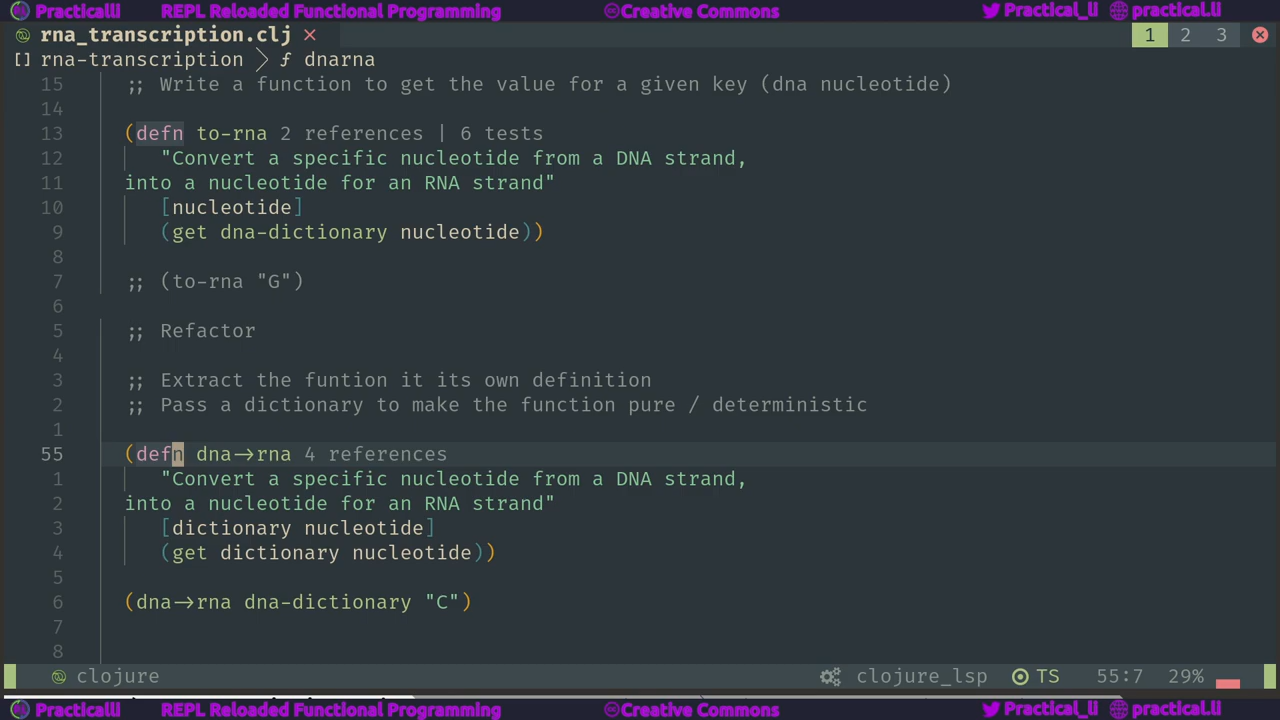 Practicalli REPL Reloaded Functional Programming Creative Commons Practical_li practical.li
rna_transcription.clj × 1 2 3
[] rna-transcription > ƒ dnarna
15 ;; Write a function to get the value for a given key (dna nucleotide)
14
13 (defn to-rna 2 references | 6 tests
12 "Convert a specific nucleotide from a DNA strand,
11 into a nucleotide for an RNA strand"
10 [nucleotide]
9 (get dna-dictionary nucleotide))
8
7 ;; (to-rna "G")
6
5 ;; Refactor
4
3 ;; Extract the funtion it its own definition
2 ;; Pass a dictionary to make the function pure / deterministic
1
55 (defn dna->rna 4 references
1 "Convert a specific nucleotide from a DNA strand,
2 into a nucleotide for an RNA strand"
3 [dictionary nucleotide]
4 (get dictionary nucleotide))
5
6 (dna->rna dna-dictionary "C")
7
8
clojure clojure_lsp TS 55:7 29%
Practicalli REPL Reloaded Functional Programming Creative Commons Practical_li practical.li